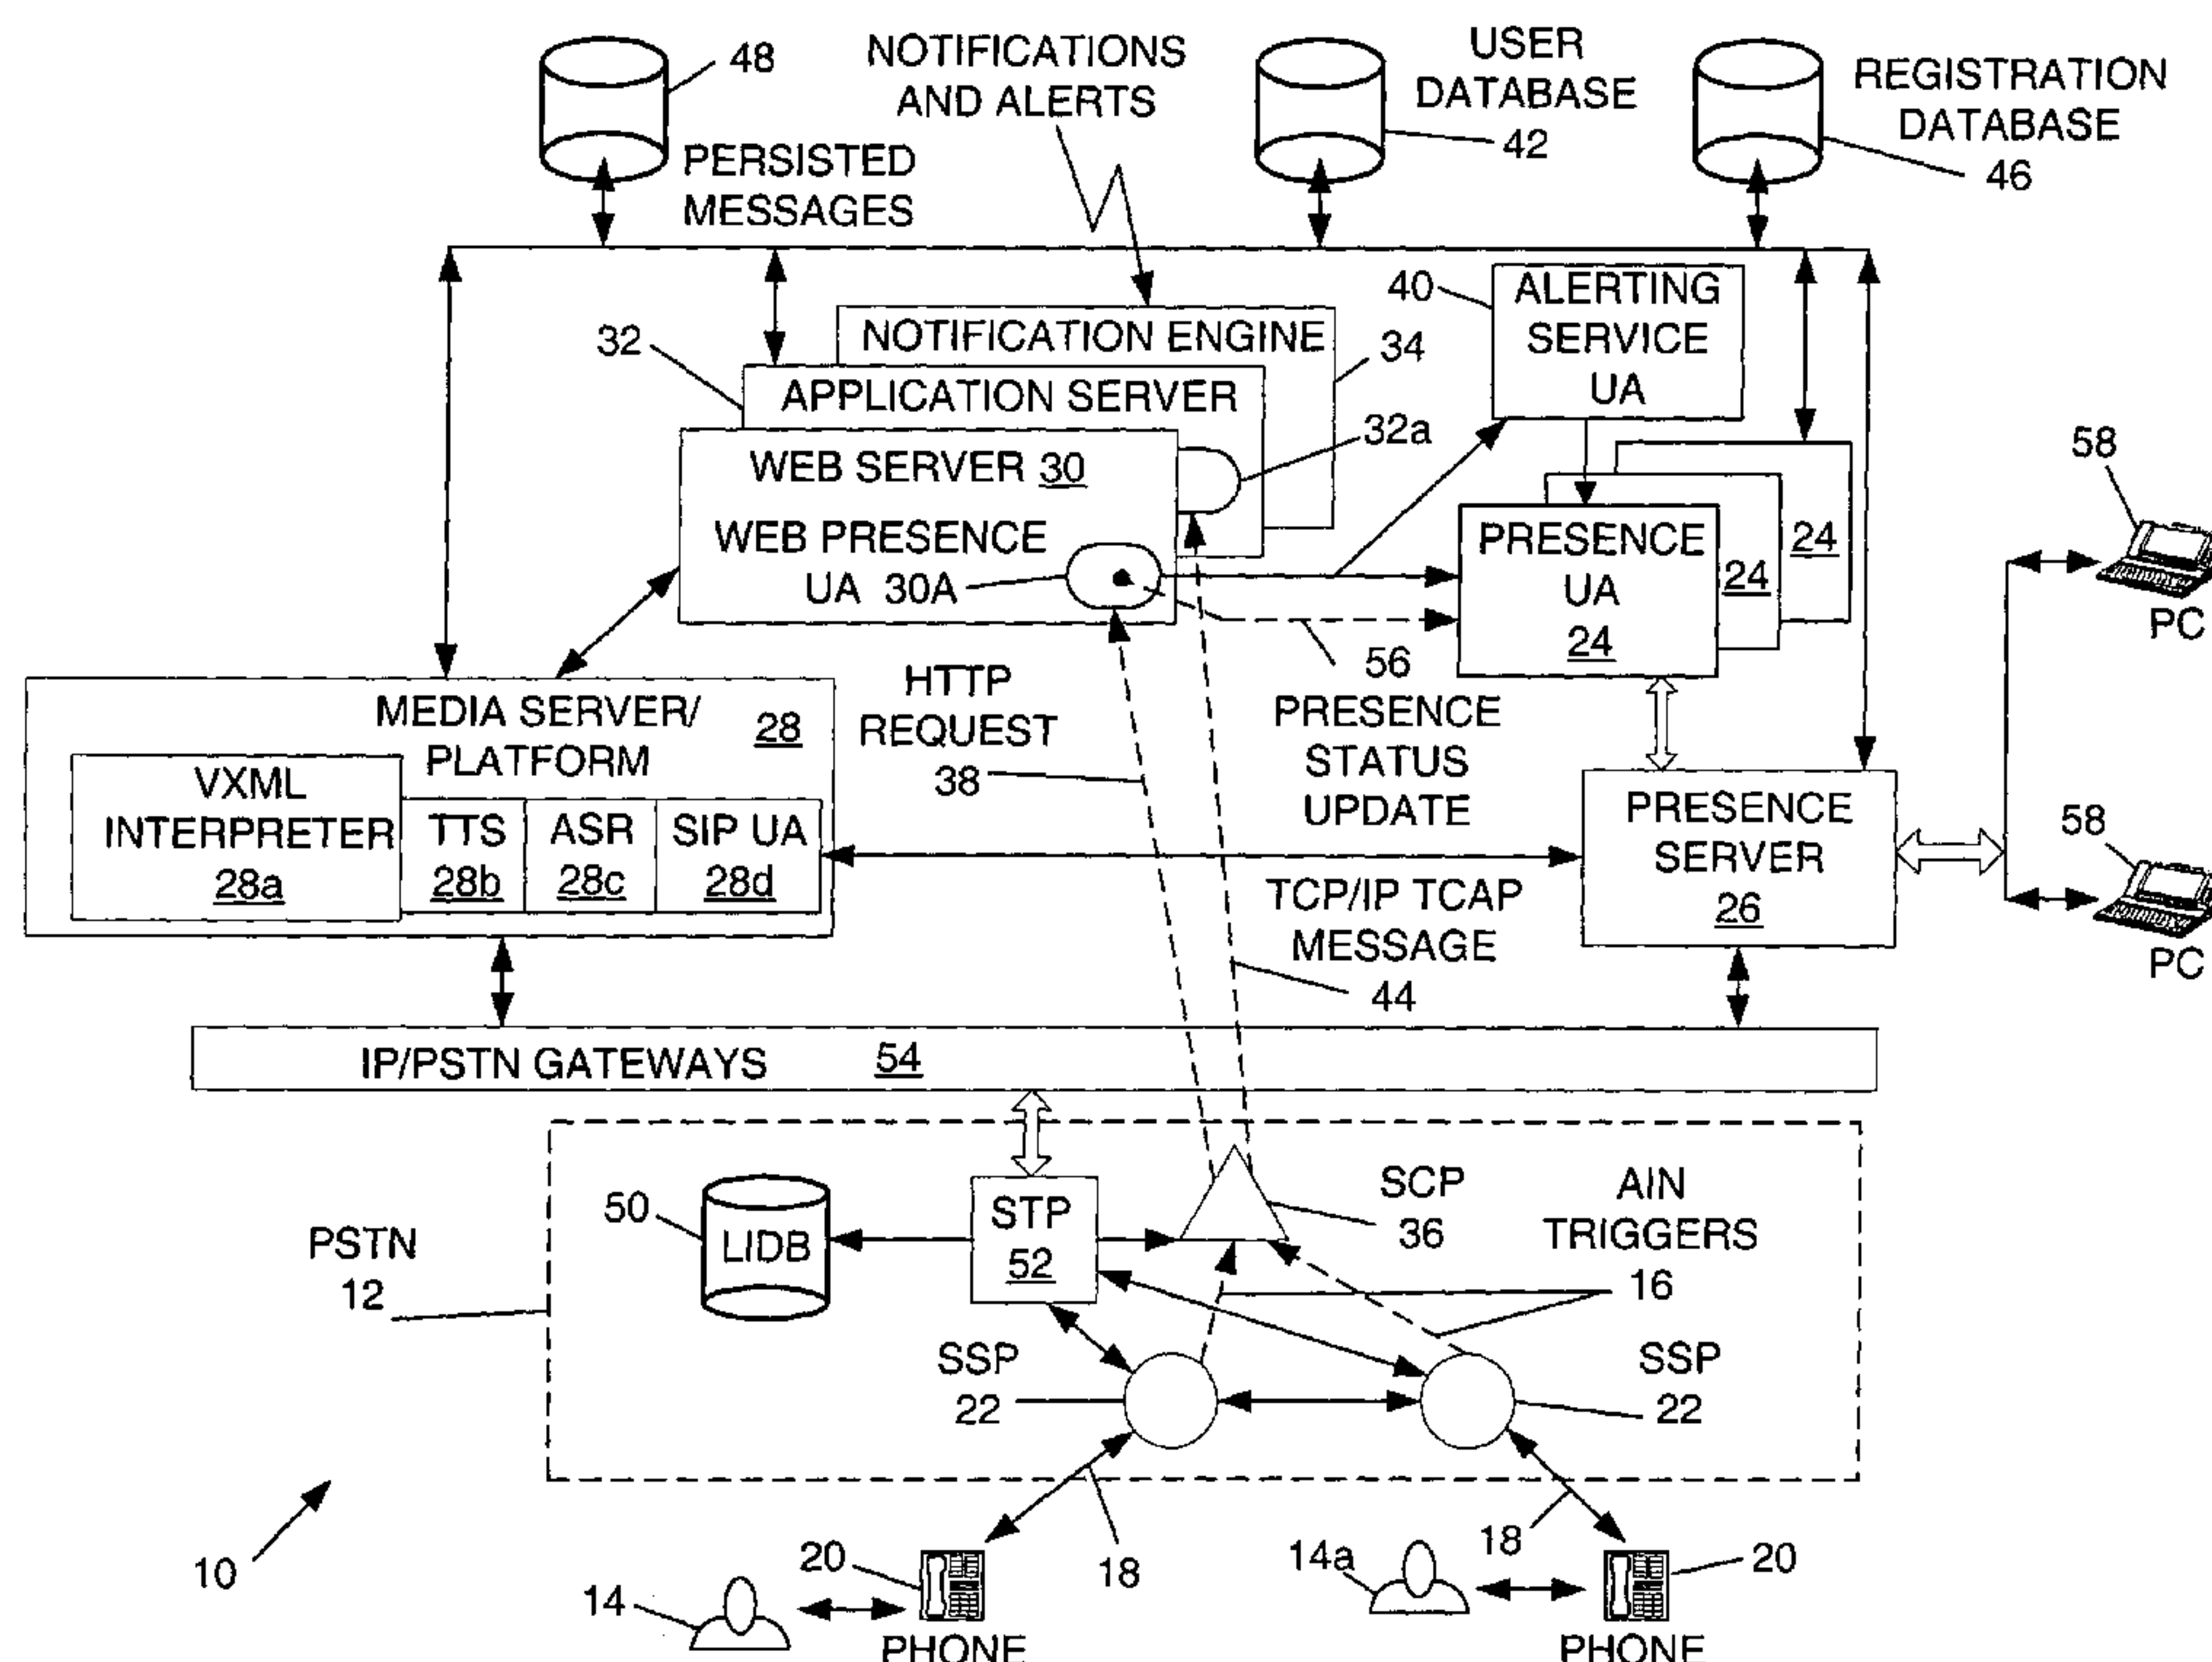 48
NOTIFICATIONS
AND ALERTS
USER
DATABASE
42
REGISTRATION
DATABASE
46
PERSISTED
MESSAGES
40
ALERTING
SERVICE
UA
32
NOTIFICATION ENGINE
34
APPLICATION SERVER
32a
WEB SERVER 30
WEB PRESENCE
UA 30A
PRESENCE
UA
24
24
24
58
PC
56
PRESENCE
STATUS
UPDATE
HTTP
REQUEST
38
MEDIA SERVER/
PLATFORM
28
VXML
INTERPRETER
28a
TTS
28b
ASR
28c
SIP UA
28d
PRESENCE
SERVER
26
58
PC
TCP/IP TCAP
MESSAGE
44
IP/PSTN GATEWAYS 54
PSTN
12
50
LIDB
STP
52
SCP
36
AIN
TRIGGERS
16
SSP
22
SSP
22
10
14
20
PHONE
18
14a
18
20
PHONE